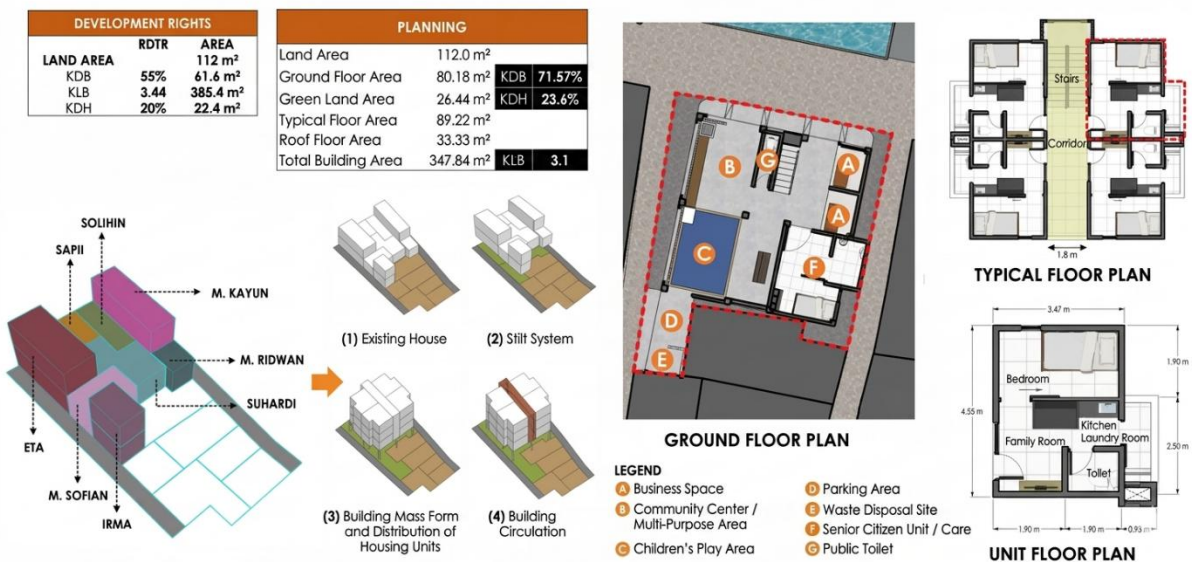 DEVELOPMENT RIGHTS
RDTR AREA
LAND AREA 112 m²
KDB 55% 61.6 m²
KLB 3.44 385.4 m²
KDH 20% 22.4 m²
PLANNING
Land Area 112.0 m²
Ground Floor Area 80.18 m² KDB 71.57%
Green Land Area 26.44 m² KDH 23.6%
Typical Floor Area 89.22 m²
Roof Floor Area 33.33 m²
Total Building Area 347.84 m² KLB 3.1
SOLIHIN
SAPII
M. KAYUN
M. RIDWAN
SUHARDI
ETA
M. SOFIAN
IRMA
(1) Existing House
(2) Stilt System
(3) Building Mass Form
and Distribution of
Housing Units
(4) Building
Circulation
B
G
A
A
C
F
D
E
GROUND FLOOR PLAN
LEGEND
A Business Space
B Community Center /
Multi-Purpose Area
C Children's Play Area
D Parking Area
E Waste Disposal Site
F Senior Citizen Unit / Care
G Public Toilet
Stairs
Corridor
1.8 m
TYPICAL FLOOR PLAN
3.47 m
1.90 m
Bedroom
4.55 m
Kitchen
Family Room
Laundry Room
2.50 m
Toilet
1.90 m
1.90 m
0.93 m
UNIT FLOOR PLAN